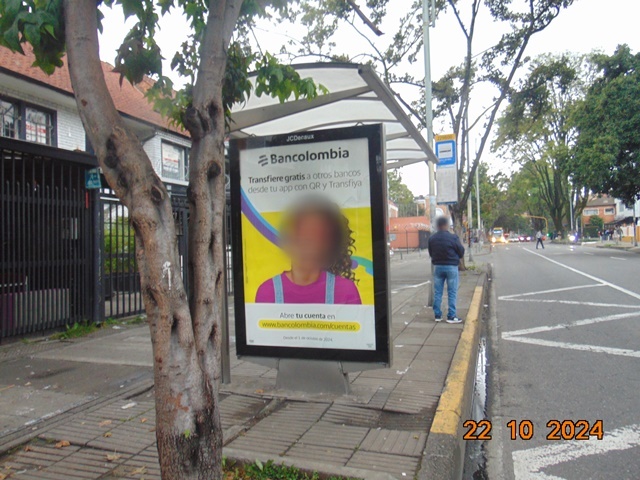 JCDecaux
Bancolombia
Transfiere gratis a otros bancos
desde tu app con QR y Transfiya
Abre tu cuenta en
www.bancolombia.com/cuentas
22 10 2024